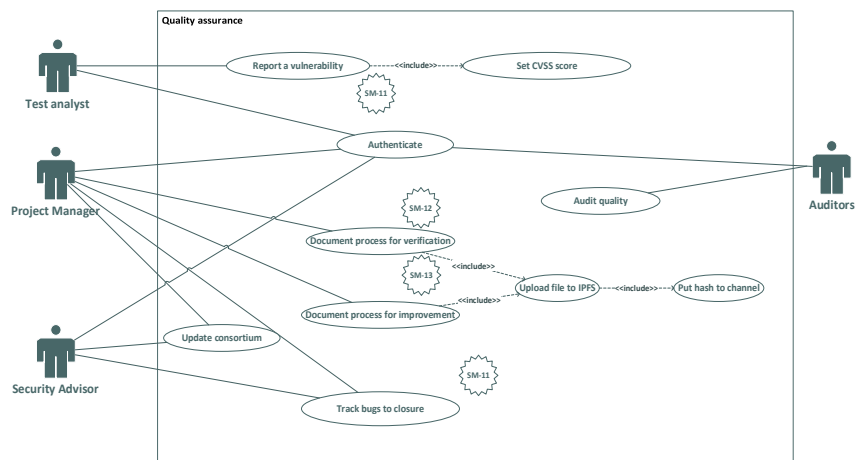 Quality assurance
Report a vulnerability
<<include>>
Set CVSS score
Test analyst
SM-11
Authenticate
Project Manager
Audit quality
Auditors
SM-12
Document process for verification
SM-13
<<include>>
Upload file to IPFS
<<include>>
Put hash to channel
<<include>>
Document process for improvement
Update consortium
Security Advisor
SM-11
Track bugs to closure